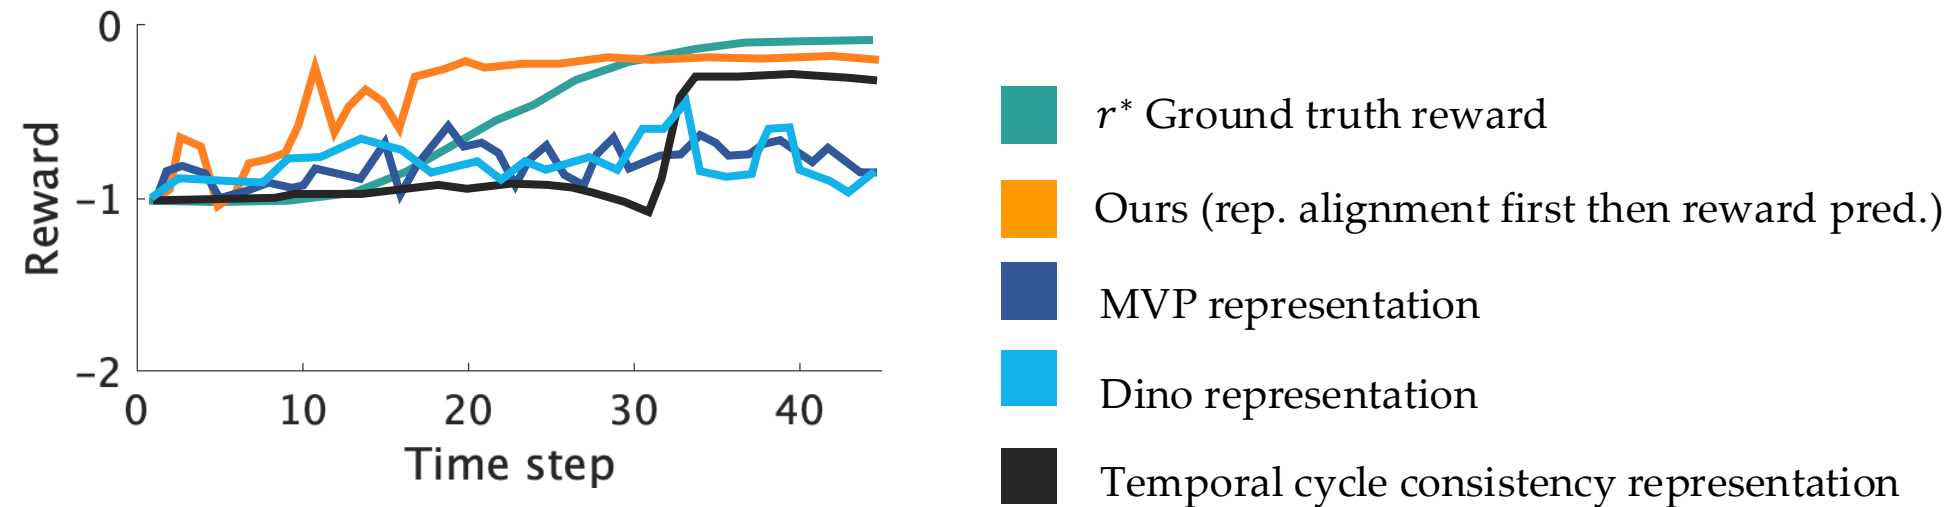 0
−1
−2
Reward
0 10 20 30 40
Time step
r* Ground truth reward
Ours (rep. alignment first then reward pred.)
MVP representation
Dino representation
Temporal cycle consistency representation